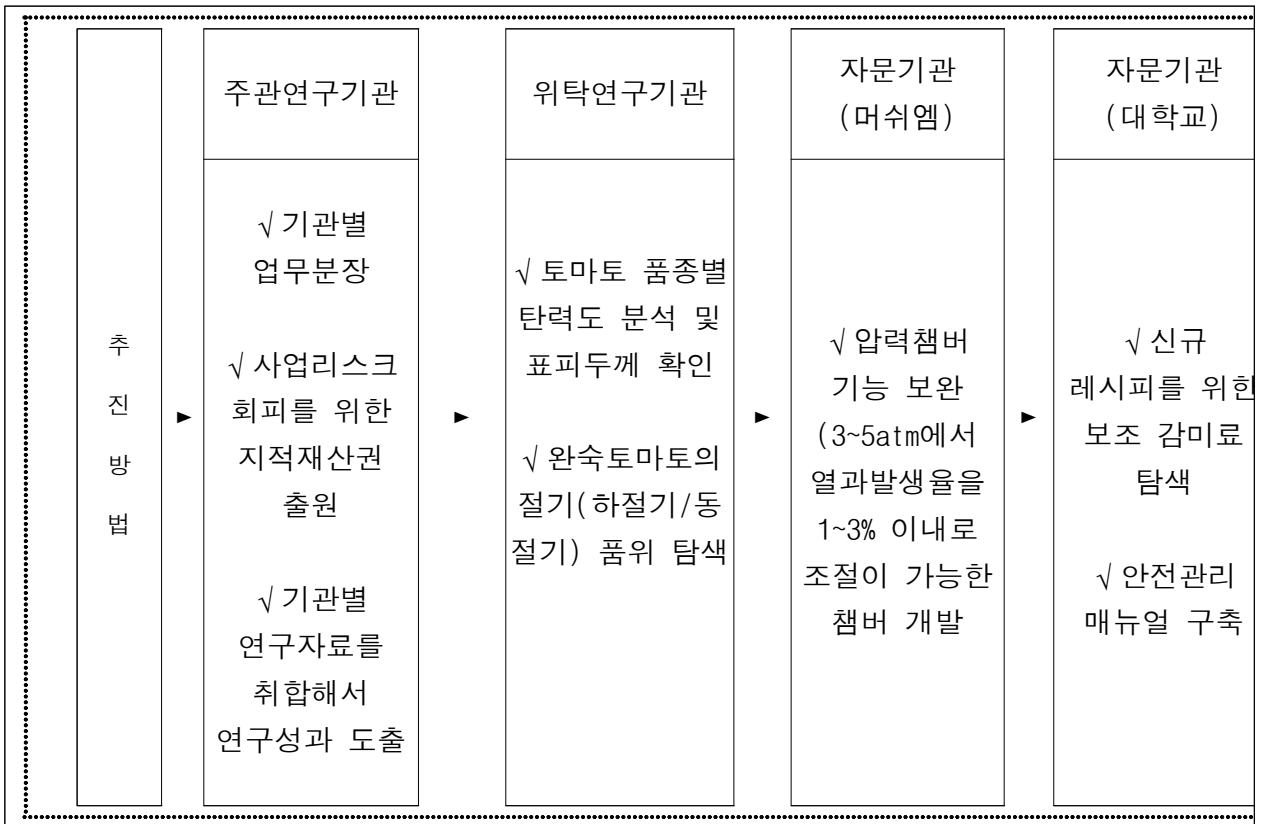 추
진
방
법
►
주관연구기관
√ 기관별
업무분장
√ 사업리스크
회피를 위한
지적재산권
출원
√ 기관별
연구자료를
취합해서
연구성과 도출
►
위탁연구기관
√ 토마토 품종별
탄력도 분석 및
표피두께 확인
√ 완숙토마토의
절기(하절기/동
절기) 품위 탐색
►
자문기관
(머쉬엠)
√ 압력챔버
기능 보완
(3~5atm에서
열과발생율을
1~3% 이내로
조절이 가능한
챔버 개발
►
자문기관
(대학교)
√ 신규
레시피를 위한
보조 감미료
탐색
√ 안전관리
매뉴얼 구축